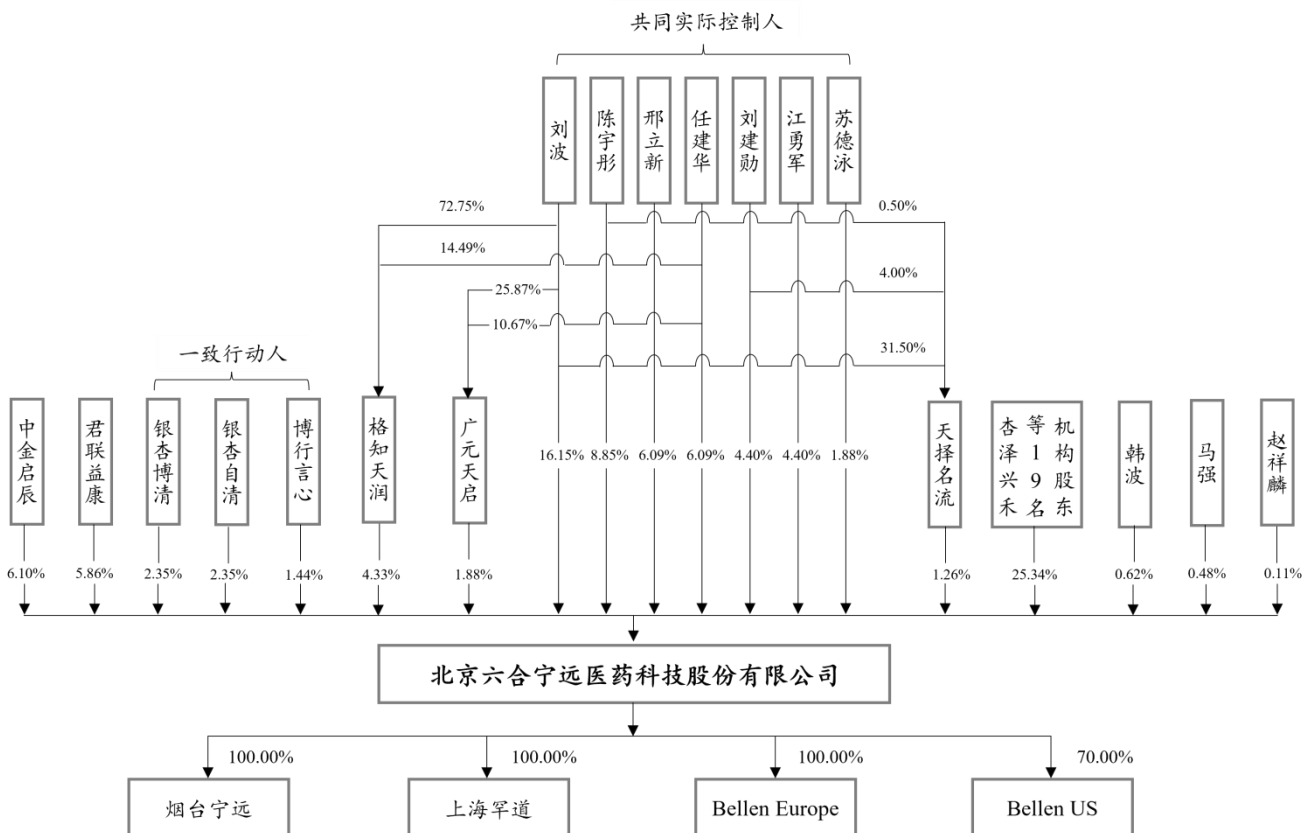 共同实际控制人
刘波
陈宇彤
邢立新
任建华
刘建勋
江勇军
苏德泳
72.75%
0.50%
14.49%
4.00%
25.87%
10.67%
31.50%
一致行动人
中金启辰
君联益康
银杏博清
银杏自清
博行言心
格知天润
广元天启
天择名流
杏泽兴禾
等19名
机构股东
韩波
马强
赵祥麟
16.15%
8.85%
6.09%
6.09%
4.40%
4.40%
1.88%
6.10%
5.86%
2.35%
2.35%
1.44%
4.33%
1.88%
1.26%
25.34%
0.62%
0.48%
0.11%
北京六合宁远医药科技股份有限公司
100.00%
100.00%
100.00%
70.00%
烟台宁远
上海罕道
Bellen Europe
Bellen US